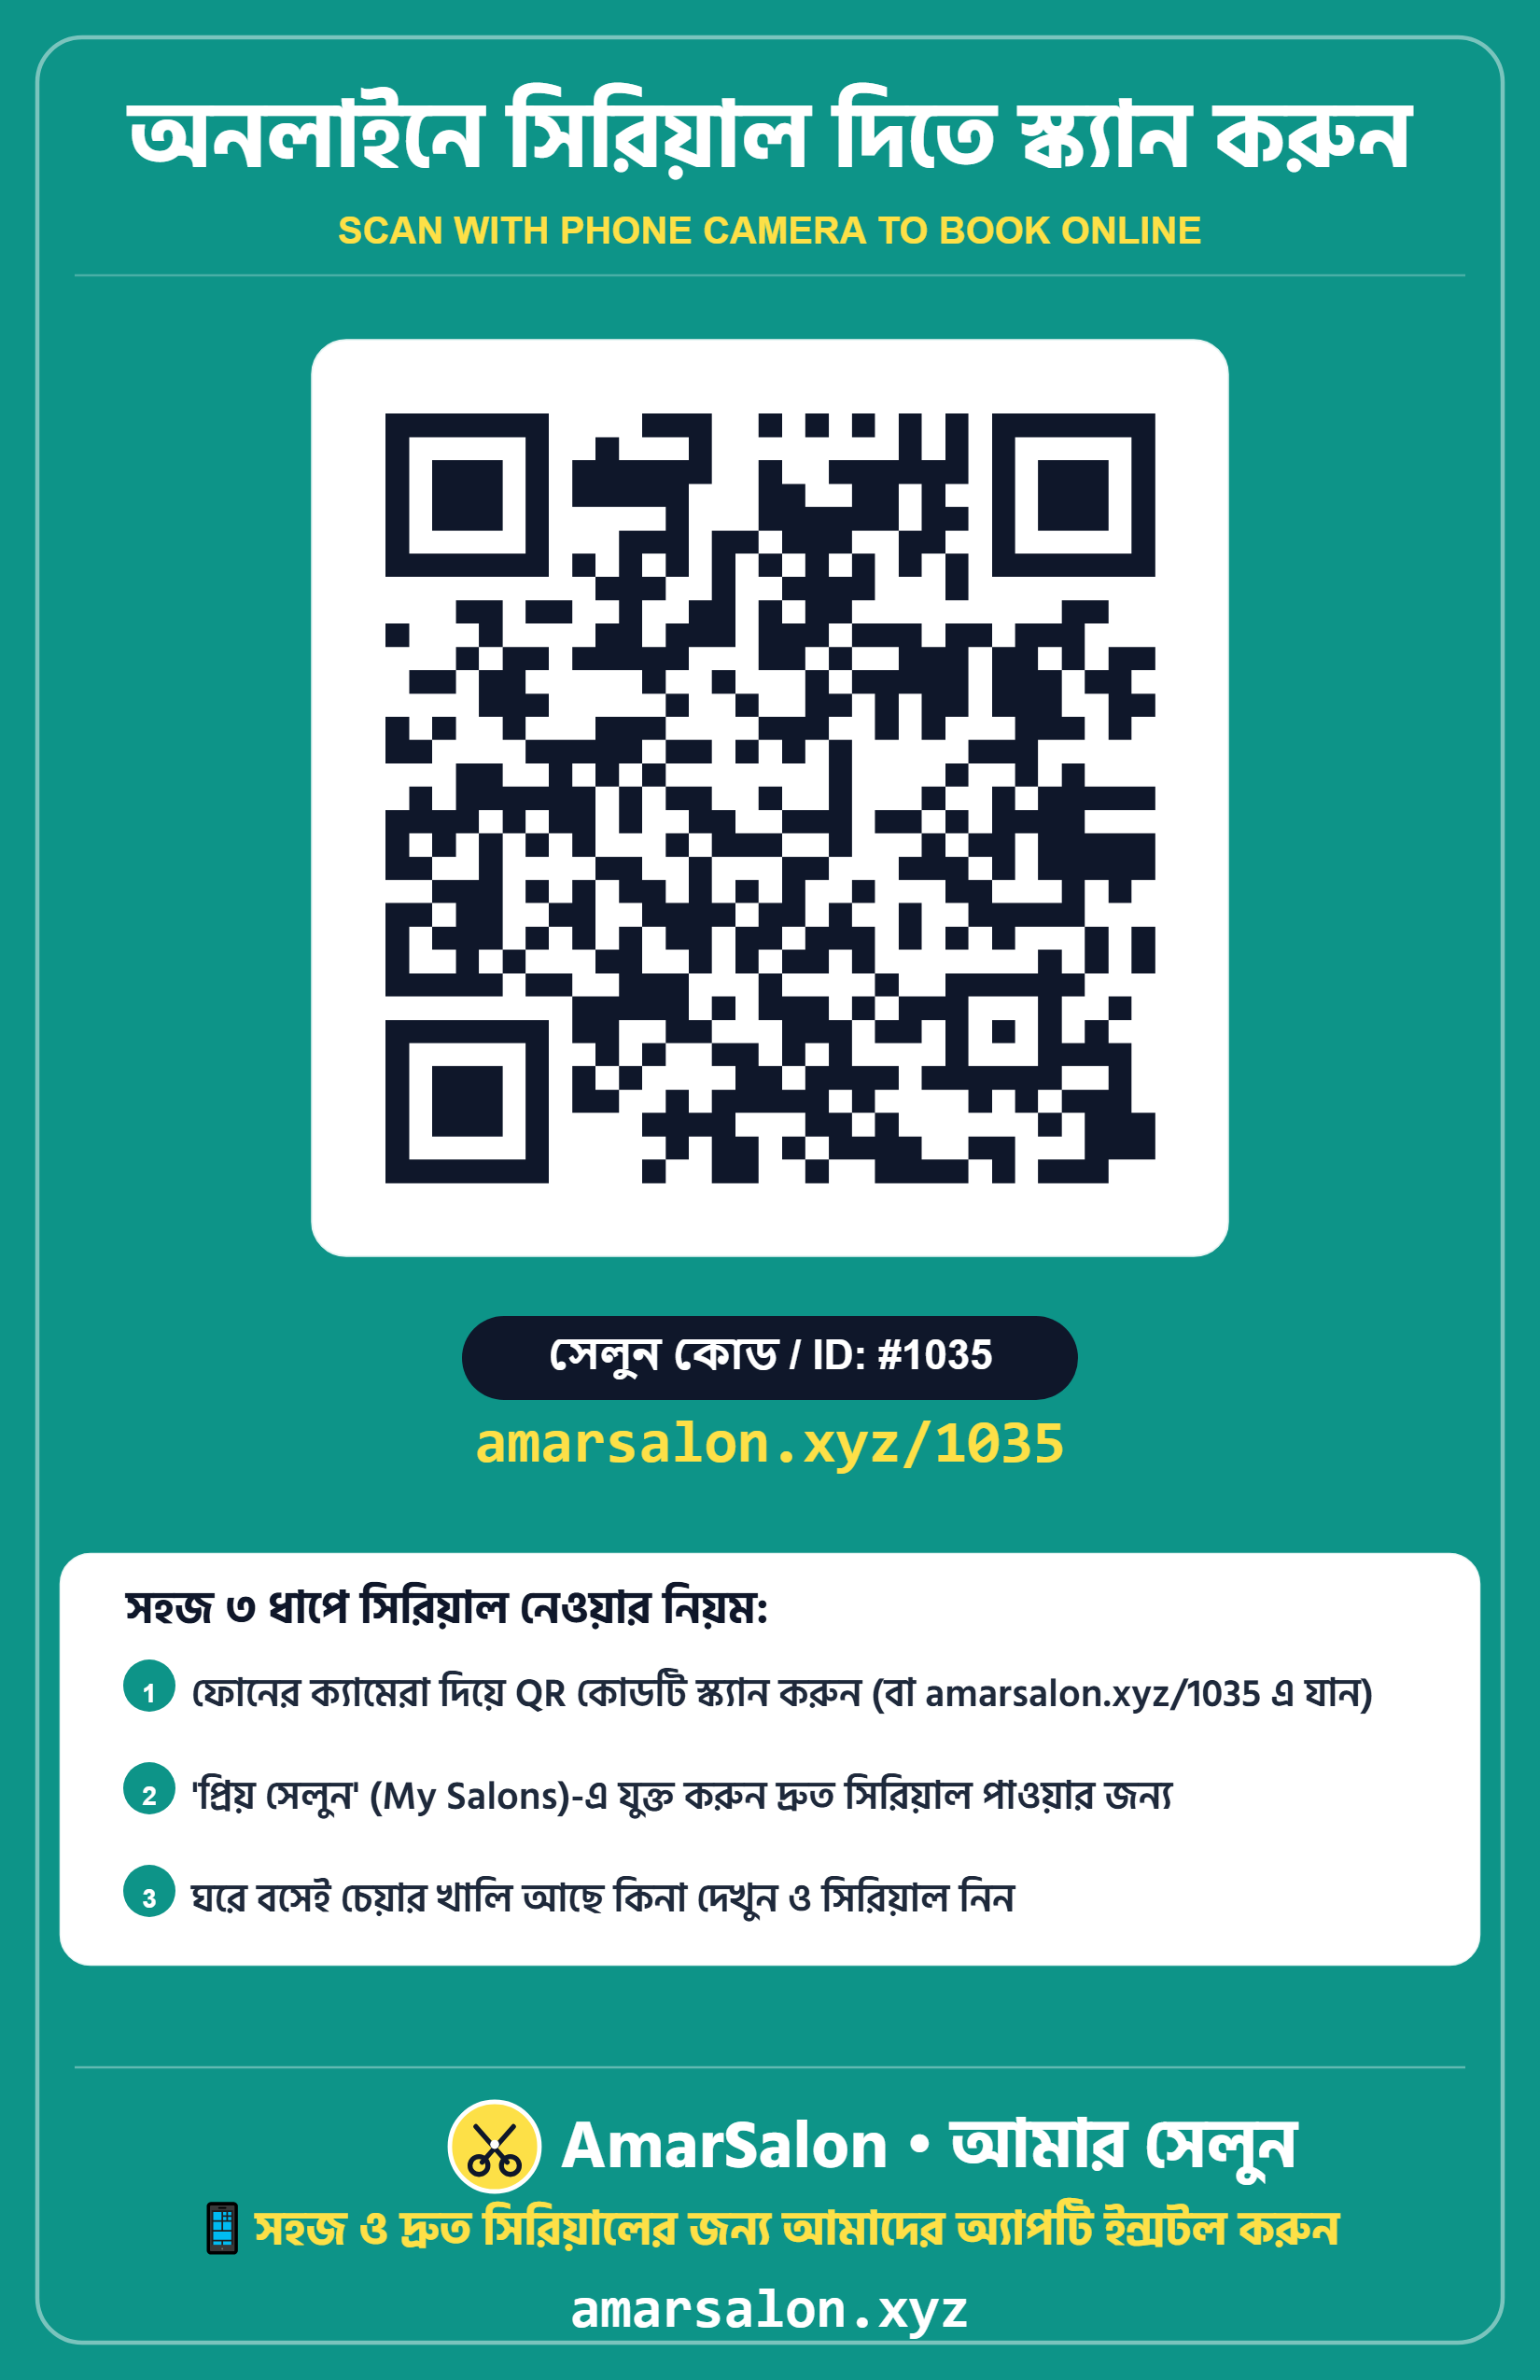 অনলাইনে সিরিয়াল দিতে স্ক্যান করুন
SCAN WITH PHONE CAMERA TO BOOK ONLINE
সেলুন কোড / ID: #1035
amarsalon.xyz/1035
সহজ ৩ ধাপে সিরিয়াল নেওয়ার নিয়ম:
1 ফোনের ক্যামেরা দিয়ে QR কোডটি স্ক্যান করুন (বা amarsalon.xyz/1035 এ যান)
2 'প্রিয় সেলুন' (My Salons)-এ যুক্ত করুন দ্রুত সিরিয়াল পাওয়ার জন্য
3 ঘরে বসেই চেয়ার খালি আছে কিনা দেখুন ও সিরিয়াল নিন
AmarSalon • আমার সেলুন
সহজ ও দ্রুত সিরিয়ালের জন্য আমাদের অ্যাপটি ইন্সটল করুন
amarsalon.xyz